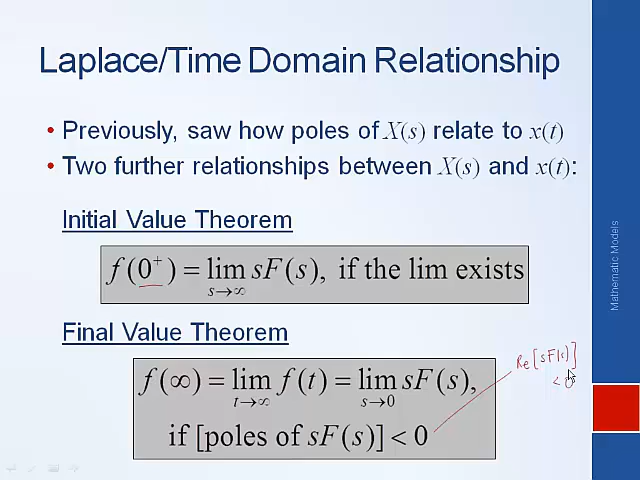 Laplace/Time Domain Relationship
• Previously, saw how poles of X(s) relate to x(t)
• Two further relationships between X(s) and x(t):
Initial Value Theorem
f(0⁺) = lim sF(s), if the lim exists
s→∞
Final Value Theorem
f(∞) = lim f(t) = lim sF(s),
t→∞ s→0
if [poles of sF(s)] < 0
Re[sF(s)]
< 0
Mathematic Models